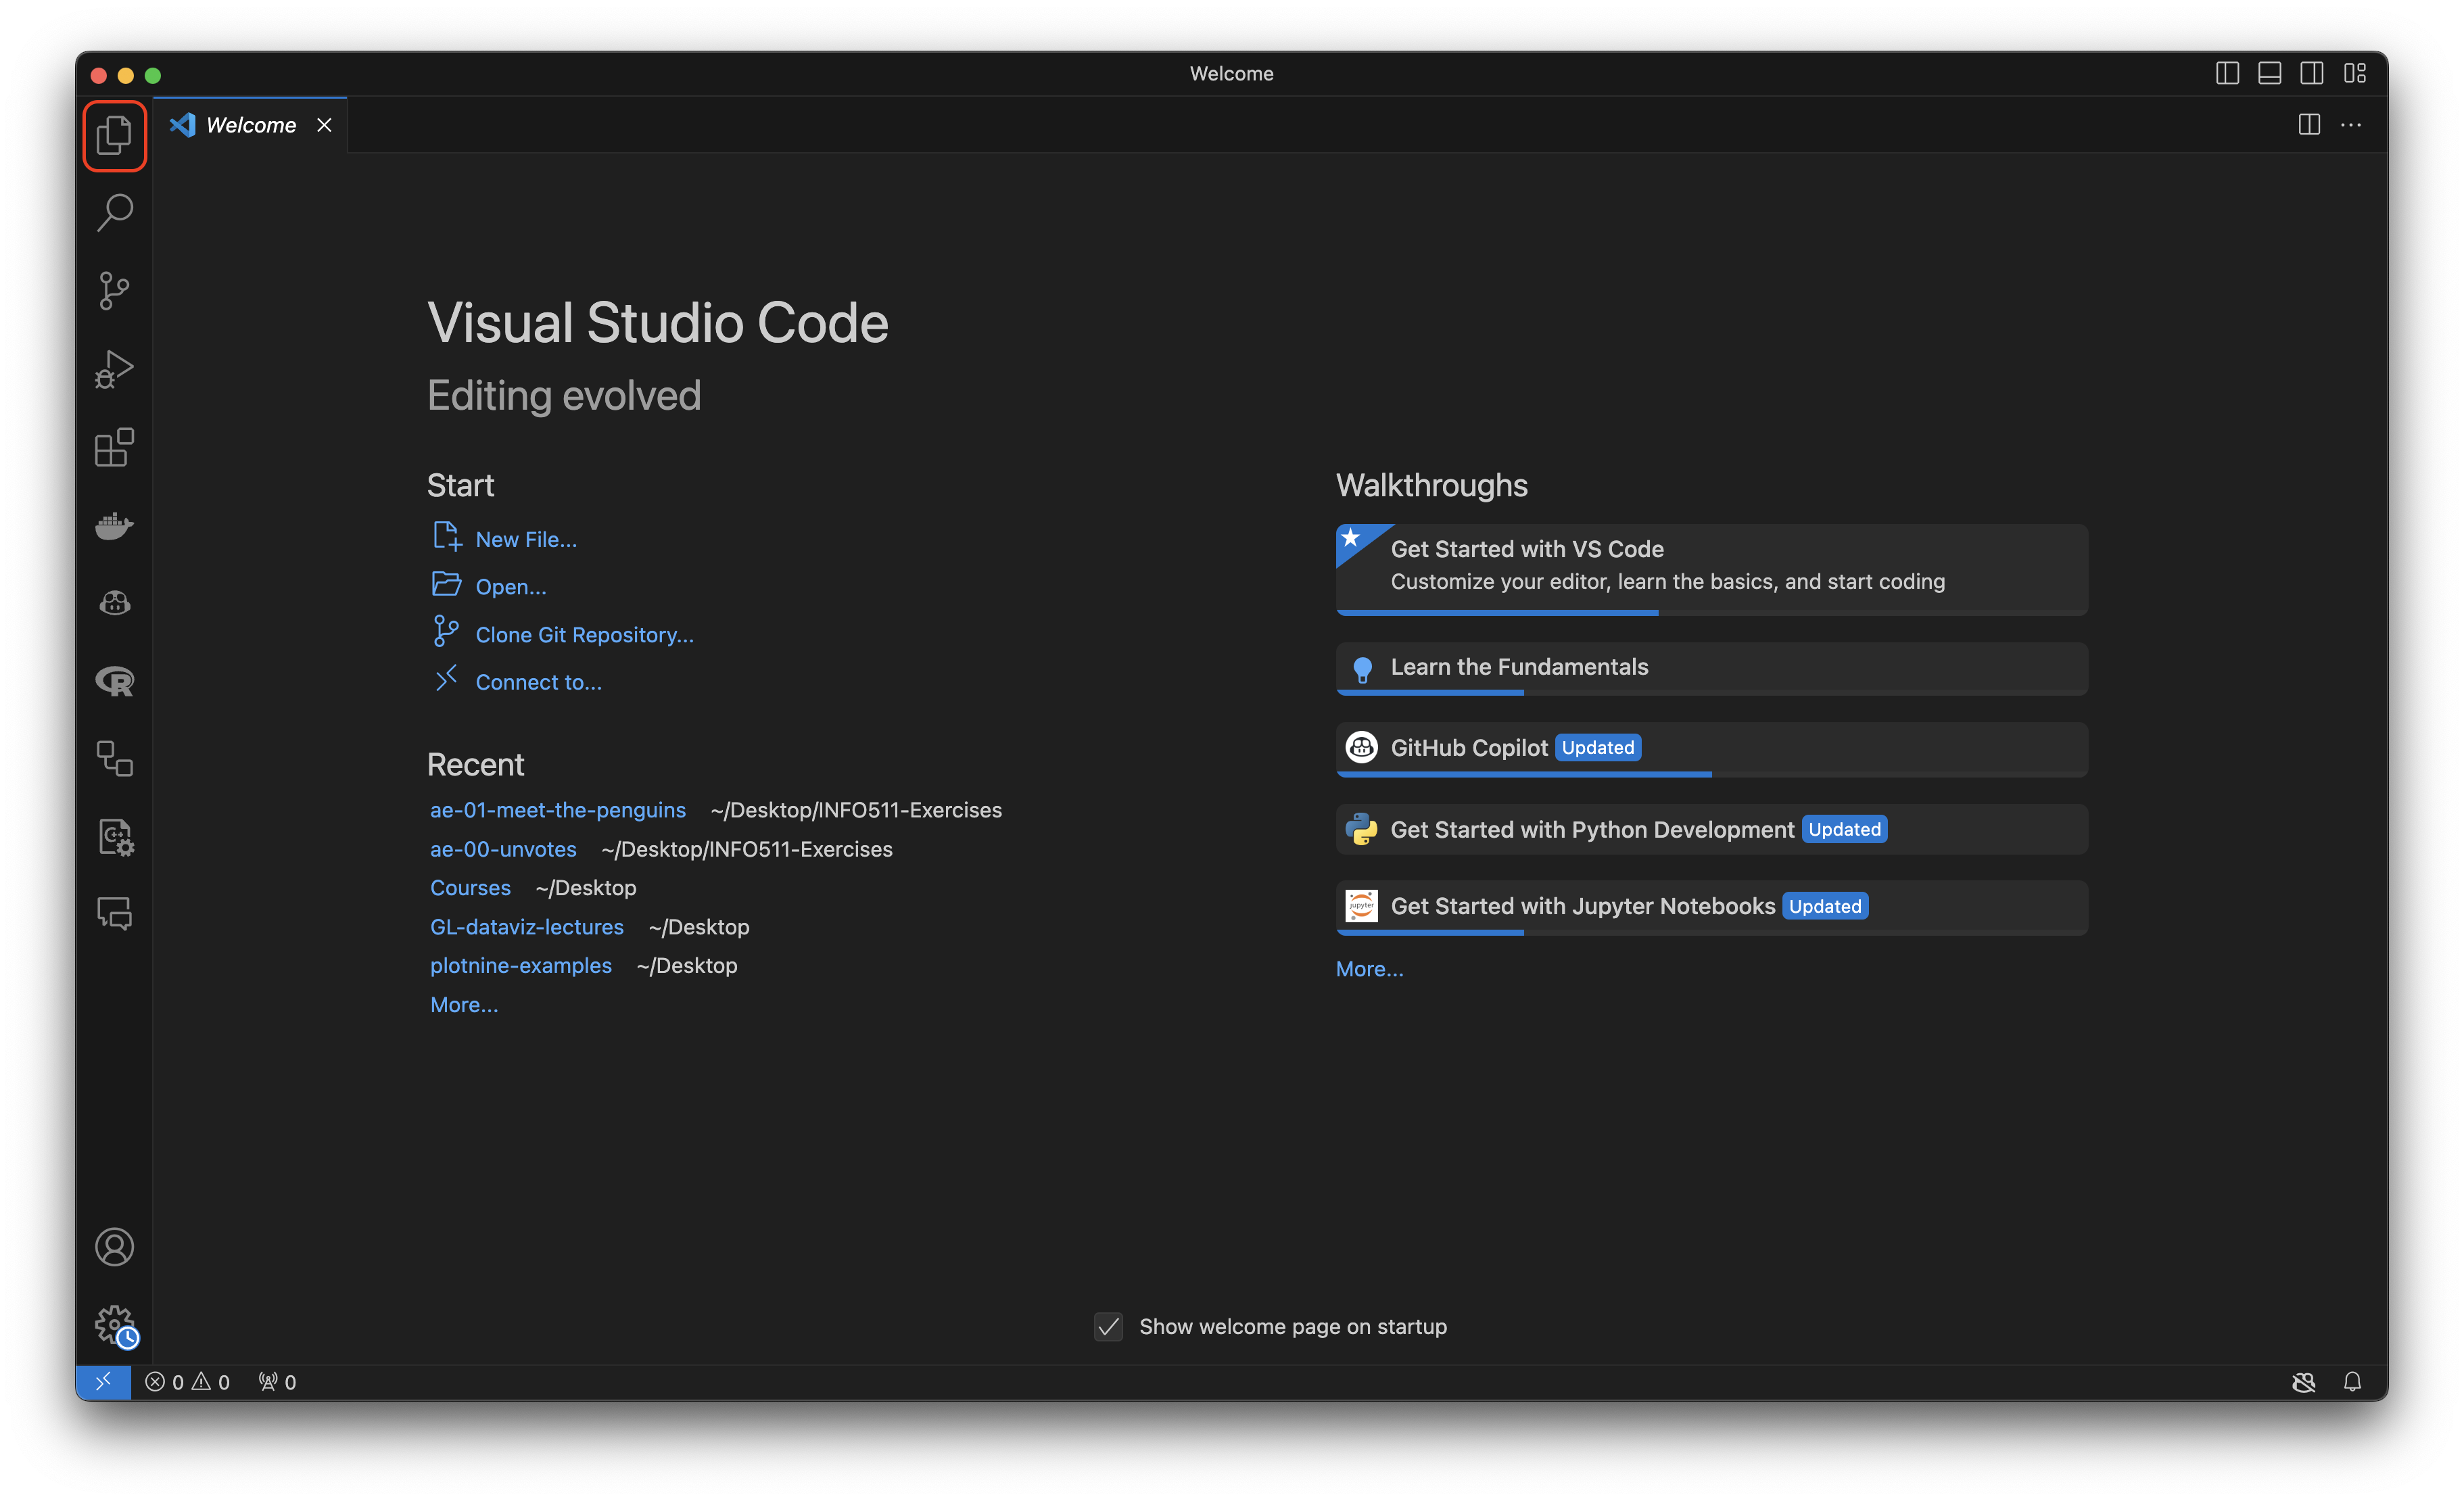 Welcome
Welcome
Visual Studio Code
Editing evolved
Start
New File...
Open...
Clone Git Repository...
Connect to...
Recent
ae-01-meet-the-penguins ~/Desktop/INFO511-Exercises
ae-00-unvotes ~/Desktop/INFO511-Exercises
Courses ~/Desktop
GL-dataviz-lectures ~/Desktop
plotnine-examples ~/Desktop
More...
Walkthroughs
Get Started with VS Code
Customize your editor, learn the basics, and start coding
Learn the Fundamentals
GitHub Copilot Updated
Get Started with Python Development Updated
jupyter
Get Started with Jupyter Notebooks Updated
More...
R
C++
Show welcome page on startup
0 0 0